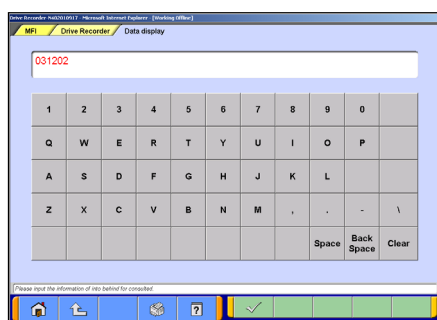 Drive Recorder-N402010917 - Microsoft Internet Explorer - [Working Offline]
MFI Drive Recorder Data display
031202
1 2 3 4 5 6 7 8 9 0
Q W E R T Y U I O P
A S D F G H J K L
Z X C V B N M , . - \
Space Back Space Clear
Please input the information of into behind for consulted.
?